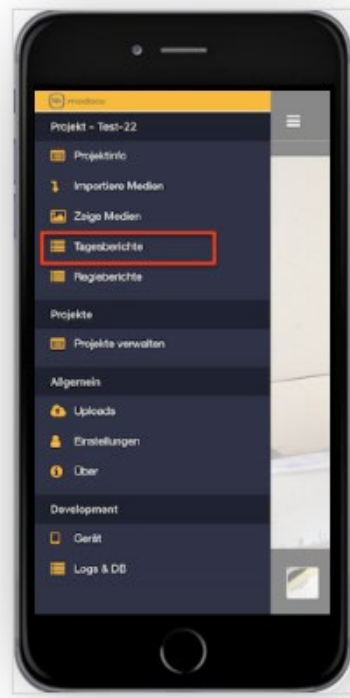 modocs
Projekt - Test-22
Projektinfo
Importiere Medien
Zeige Medien
Tagesberichte
Regieberichte
Projekte
Projekte verwalten
Allgemein
Uploads
Einstellungen
Über
Development
Gerät
Logs & DB